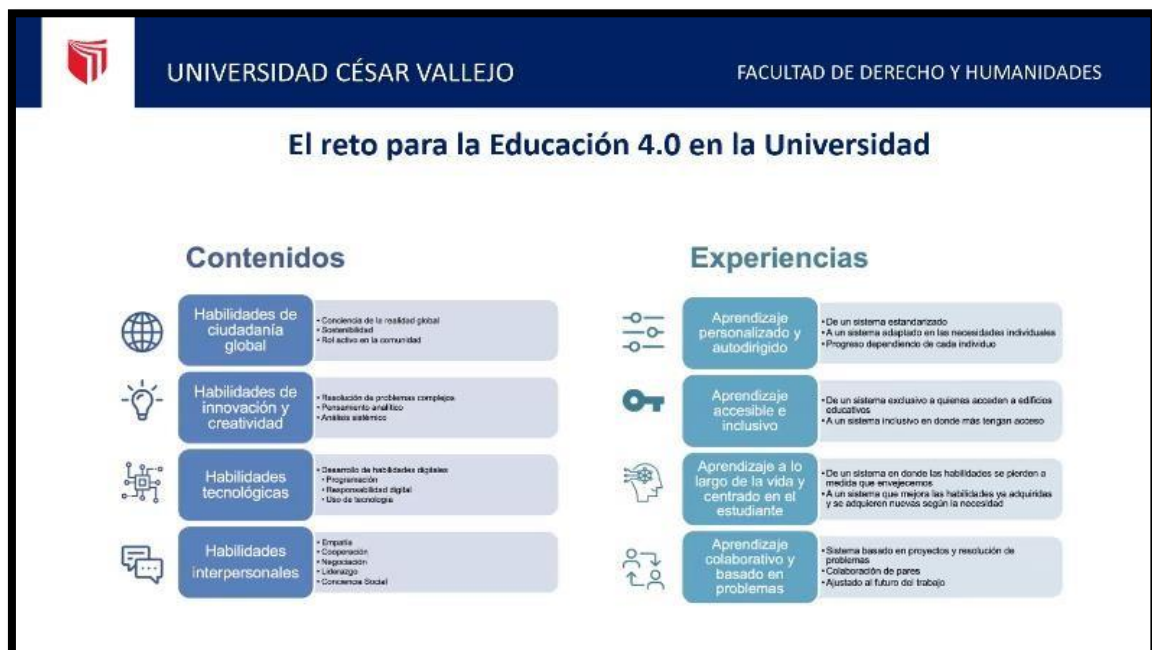 UNIVERSIDAD CÉSAR VALLEJO
FACULTAD DE DERECHO Y HUMANIDADES
El reto para la Educación 4.0 en la Universidad
Contenidos
Habilidades de
ciudadanía
global
• Conciencia de la realidad global
• Sostenibilidad
• Rol activo en la comunidad
Habilidades de
innovación y
creatividad
• Resolución de problemas complejos
• Pensamiento analítico
• Análisis sistémico
Habilidades
tecnológicas
• Desarrollo de habilidades digitales
• Programación
• Responsabilidad digital
• Uso de tecnología
Habilidades
interpersonales
• Empatía
• Cooperación
• Negociación
• Liderazgo
• Conciencia Social
Experiencias
Aprendizaje
personalizado y
autodirigido
• De un sistema estandarizado
• A un sistema adaptado en las necesidades individuales
• Progreso dependiendo de cada individuo
Aprendizaje
accesible e
inclusivo
• De un sistema exclusivo a quienes acceden a edificios
educativos
• A un sistema inclusivo en donde más tengan acceso
Aprendizaje a lo
largo de la vida y
centrado en el
estudiante
• De un sistema en donde las habilidades se pierden a
medida que envejecemos
• A un sistema que mejora las habilidades ya adquiridas
y se adquieren nuevas según la necesidad
Aprendizaje
colaborativo y
basado en
problemas
• Sistema basado en proyectos y resolución de
problemas
• Colaboración de pares
• Ajustado al futuro del trabajo